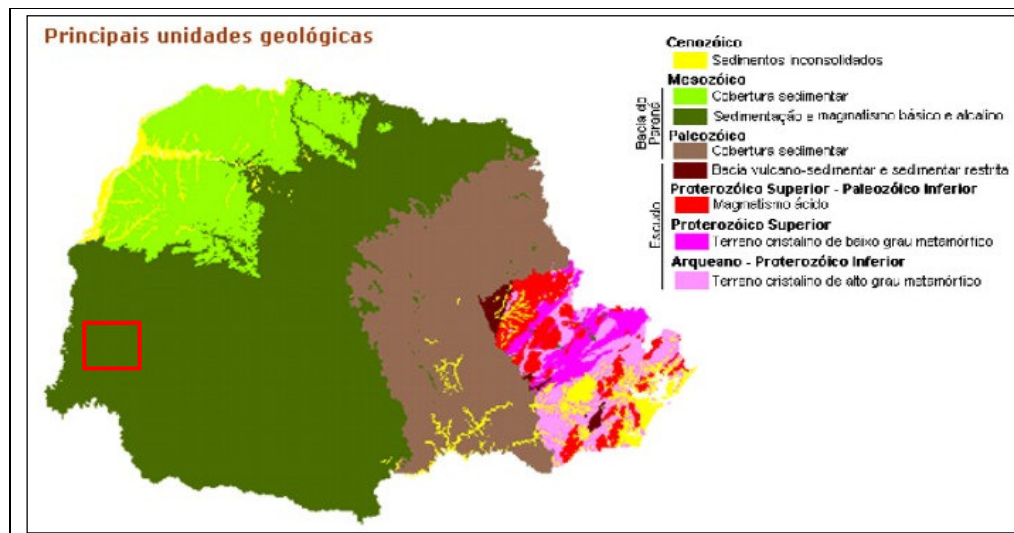 Principais unidades geológicas
Cenozóico
Sedimentos inconsolidados
Mesozóico
Cobertura sedimentar
Sedimentação e magmatismo básico e alcalino
Paleozóico
Cobertura sedimentar
Bacia vulcano-sedimentar e sedimentar restrita
Proterozóico Superior - Paleozóico Inferior
Magmatismo ácido
Proterozóico Superior
Terreno cristalino de baixo grau metamórtico
Arqueano - Proterozóico Inferior
Terreno cristalino de alto grau metamórtico
Bacia do
Paraná
Escudo